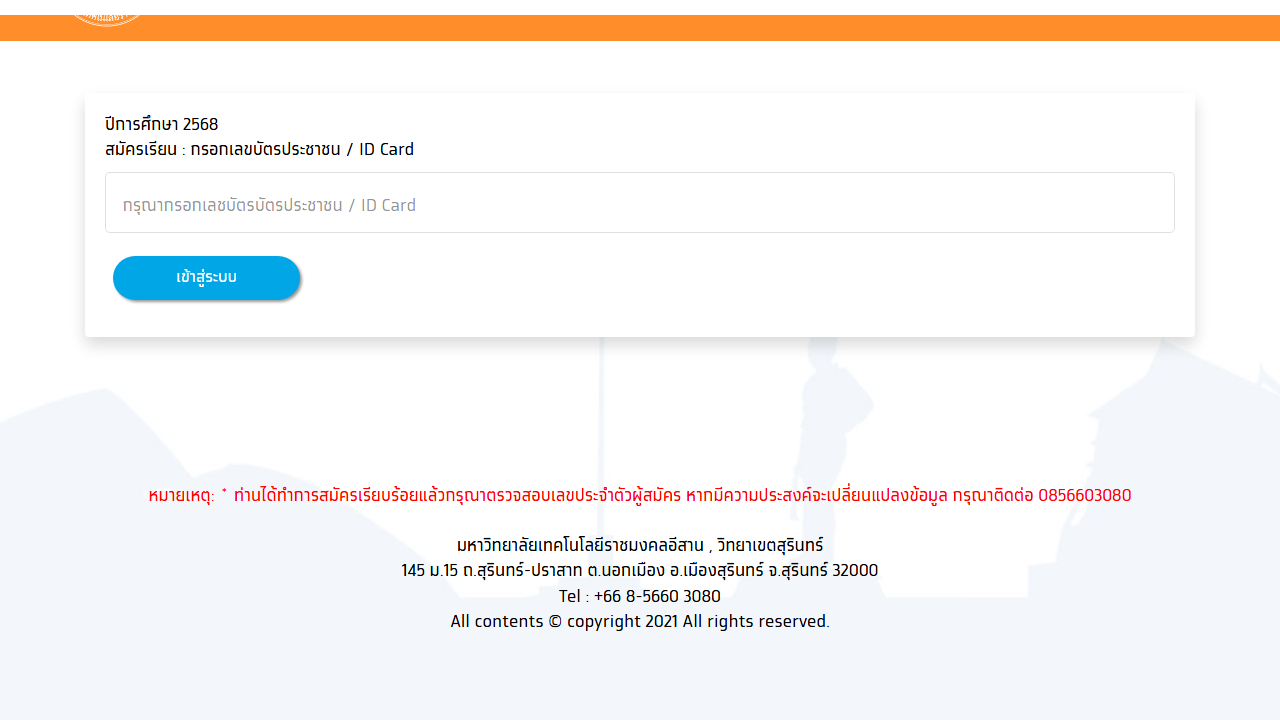 ปีการศึกษา 2568
สมัครเรียน : กรอกเลขบัตรประชาชน / ID Card
กรุณากรอกเลชบัตรบัตรประชาชน / ID Card
เข้าสู่ระบบ
หมายเหตุ: * ท่านได้ทำการสมัครเรียบร้อยแล้วกรุณาตรวจสอบเลขประจำตัวผู้สมัคร หากมีความประสงค์จะเปลี่ยนแปลงข้อมูล กรุณาติดต่อ 0856603080
มหาวิทยาลัยเทคโนโลยีราชมงคลอีสาน , วิทยาเขตสุรินทร์
145 ม.15 ถ.สุรินทร์-ปราสาท ต.นอกเมือง อ.เมืองสุรินทร์ จ.สุรินทร์ 32000
Tel : +66 8-5660 3080
All contents © copyright 2021 All rights reserved.